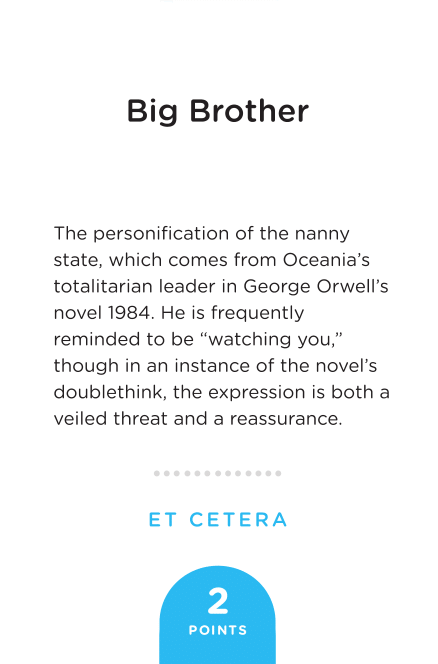 Big Brother
The personification of the nanny
state, which comes from Oceania’s
totalitarian leader in George Orwell’s
novel 1984. He is frequently
reminded to be “watching you,”
though in an instance of the novel’s
doublethink, the expression is both a
veiled threat and a reassurance.
ET CETERA
2
POINTS